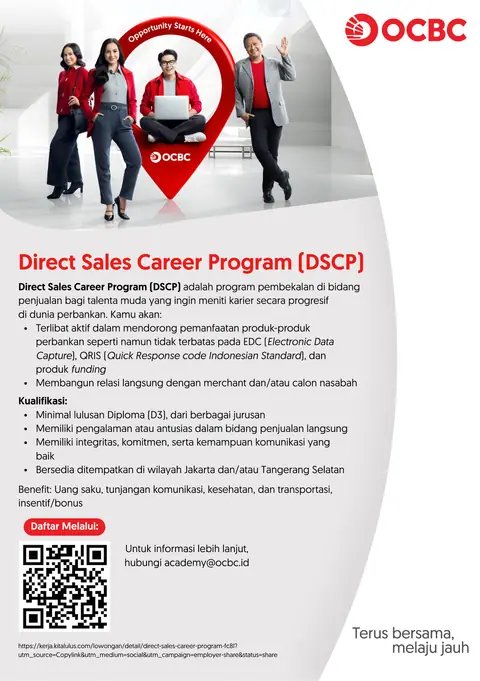 Opportunity Starts Here
OCBC
OCBC
Direct Sales Career Program (DSCP)
Direct Sales Career Program (DSCP) adalah program pembekalan di bidang
penjualan bagi talenta muda yang ingin meniti karier secara progresif
di dunia perbankan. Kamu akan:
• Terlibat aktif dalam mendorong pemanfaatan produk-produk
perbankan seperti namun tidak terbatas pada EDC (Electronic Data
Capture), QRIS (Quick Response code Indonesian Standard), dan
produk funding
• Membangun relasi langsung dengan merchant dan/atau calon nasabah
Kualifikasi:
• Minimal lulusan Diploma (D3), dari berbagai jurusan
• Memiliki pengalaman atau antusias dalam bidang penjualan langsung
• Memiliki integritas, komitmen, serta kemampuan komunikasi yang
baik
• Bersedia ditempatkan di wilayah Jakarta dan/atau Tangerang Selatan
Benefit: Uang saku, tunjangan komunikasi, kesehatan, dan transportasi,
insentif/bonus
Daftar Melalui:
Untuk informasi lebih lanjut,
hubungi academy@ocbc.id
https://kerja.kitalulus.com/lowongan/detail/direct-sales-career-program-fc8l?
utm_source=Copylink&utm_medium=social&utm_campaign=employer-share&status=share
Terus bersama,
melaju jauh